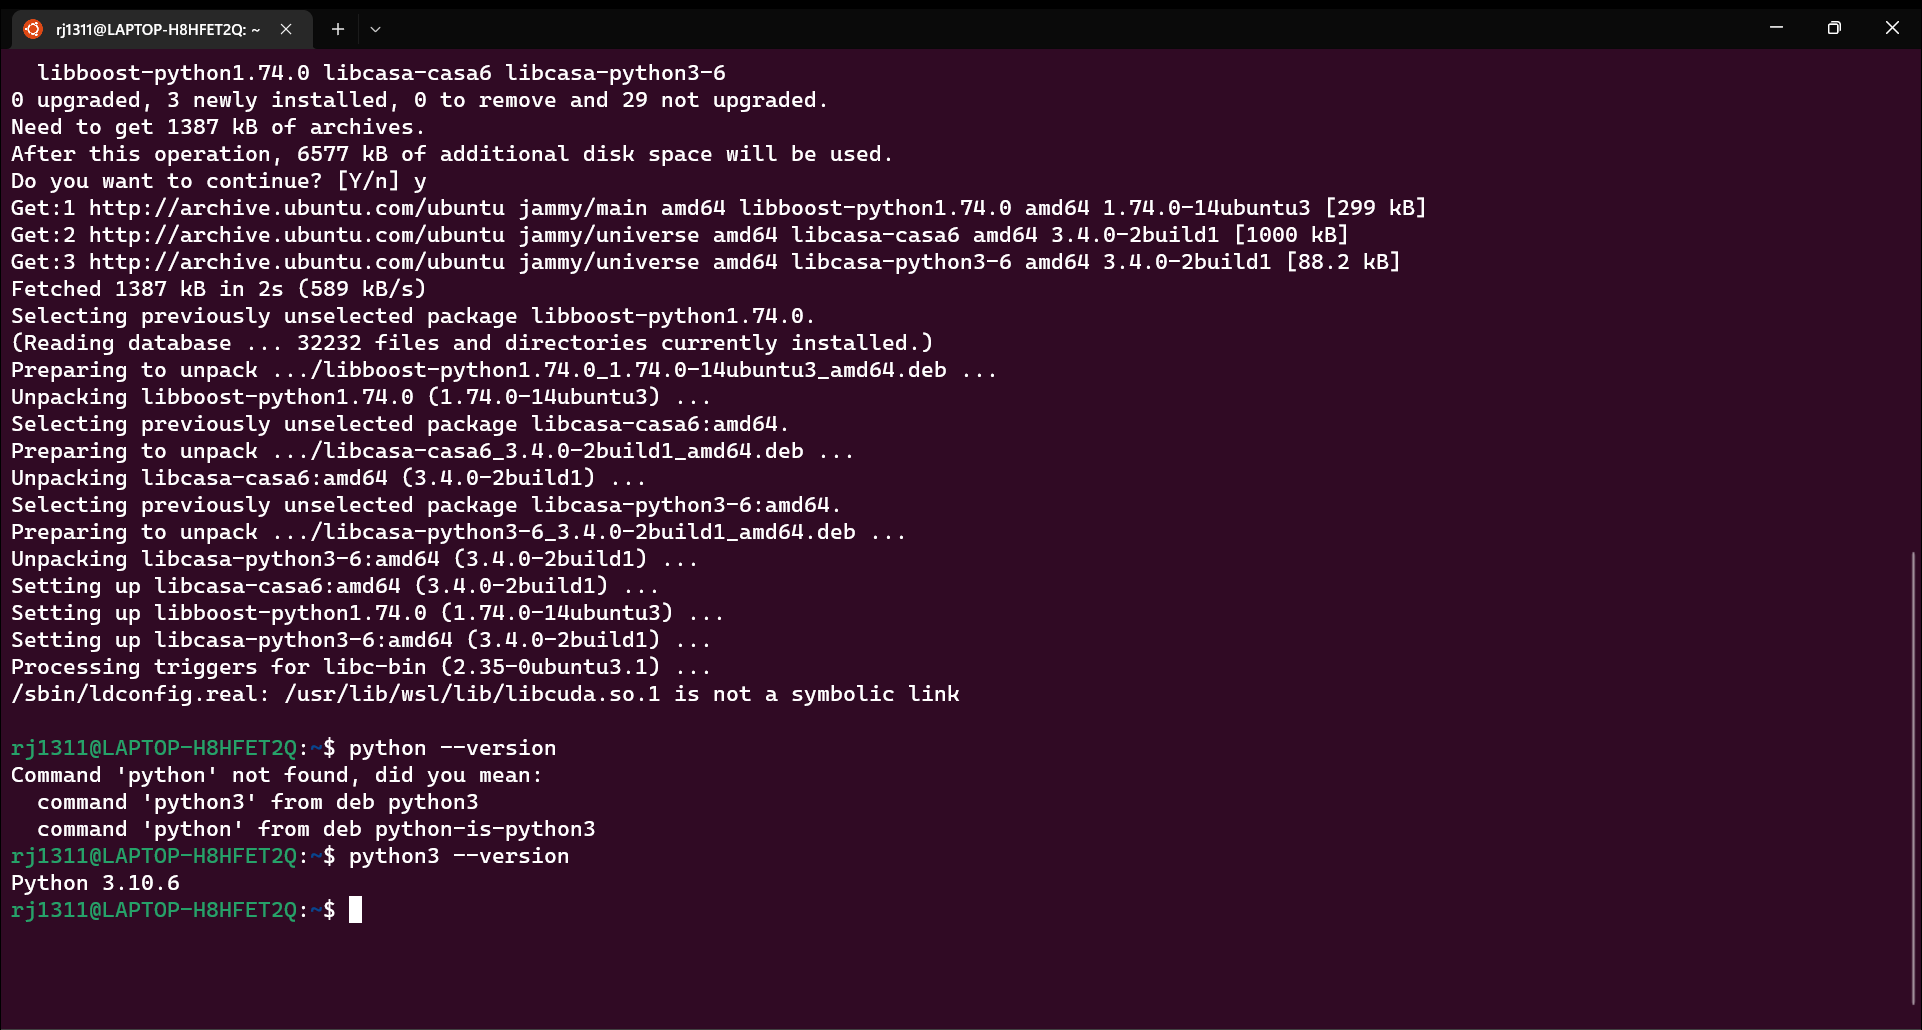 rj1311@LAPTOP-H8HFET2Q: ~
libboost-python1.74.0 libcasa-casa6 libcasa-python3-6
0 upgraded, 3 newly installed, 0 to remove and 29 not upgraded.
Need to get 1387 kB of archives.
After this operation, 6577 kB of additional disk space will be used.
Do you want to continue? [Y/n] y
Get:1 http://archive.ubuntu.com/ubuntu jammy/main amd64 libboost-python1.74.0 amd64 1.74.0-14ubuntu3 [299 kB]
Get:2 http://archive.ubuntu.com/ubuntu jammy/universe amd64 libcasa-casa6 amd64 3.4.0-2build1 [1000 kB]
Get:3 http://archive.ubuntu.com/ubuntu jammy/universe amd64 libcasa-python3-6 amd64 3.4.0-2build1 [88.2 kB]
Fetched 1387 kB in 2s (589 kB/s)
Selecting previously unselected package libboost-python1.74.0.
(Reading database ... 32232 files and directories currently installed.)
Preparing to unpack .../libboost-python1.74.0_1.74.0-14ubuntu3_amd64.deb ...
Unpacking libboost-python1.74.0 (1.74.0-14ubuntu3) ...
Selecting previously unselected package libcasa-casa6:amd64.
Preparing to unpack .../libcasa-casa6_3.4.0-2build1_amd64.deb ...
Unpacking libcasa-casa6:amd64 (3.4.0-2build1) ...
Selecting previously unselected package libcasa-python3-6:amd64.
Preparing to unpack .../libcasa-python3-6_3.4.0-2build1_amd64.deb ...
Unpacking libcasa-python3-6:amd64 (3.4.0-2build1) ...
Setting up libcasa-casa6:amd64 (3.4.0-2build1) ...
Setting up libboost-python1.74.0 (1.74.0-14ubuntu3) ...
Setting up libcasa-python3-6:amd64 (3.4.0-2build1) ...
Processing triggers for libc-bin (2.35-0ubuntu3.1) ...
/sbin/ldconfig.real: /usr/lib/wsl/lib/libcuda.so.1 is not a symbolic link
rj1311@LAPTOP-H8HFET2Q:~$ python --version
Command 'python' not found, did you mean:
command 'python3' from deb python3
command 'python' from deb python-is-python3
rj1311@LAPTOP-H8HFET2Q:~$ python3 --version
Python 3.10.6
rj1311@LAPTOP-H8HFET2Q:~$